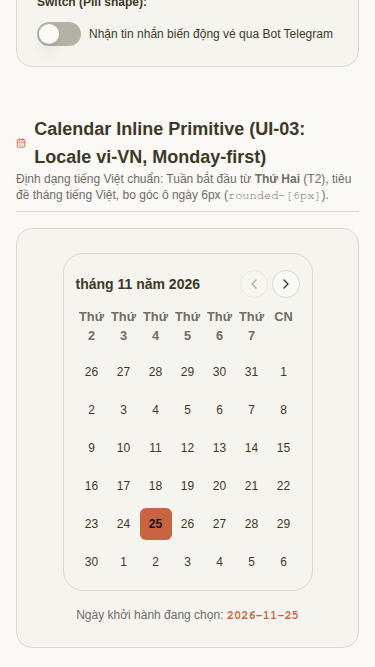 Switch (Pill shape):
Nhận tin nhắn biến động vé qua Bot Telegram
Calendar Inline Primitive (UI-03:
Locale vi-VN, Monday-first)
Định dạng tiếng Việt chuẩn: Tuần bắt đầu từ Thứ Hai (T2), tiêu
đề tháng tiếng Việt, bo góc ô ngày 6px (rounded-[6px]).
tháng 11 năm 2026
Thứ Thứ Thứ Thứ Thứ Thứ CN
2 3 4 5 6 7
26 27 28 29 30 31 1
2 3 4 5 6 7 8
9 10 11 12 13 14 15
16 17 18 19 20 21 22
23 24 25 26 27 28 29
30 1 2 3 4 5 6
Ngày khởi hành đang chọn: 2026-11-25